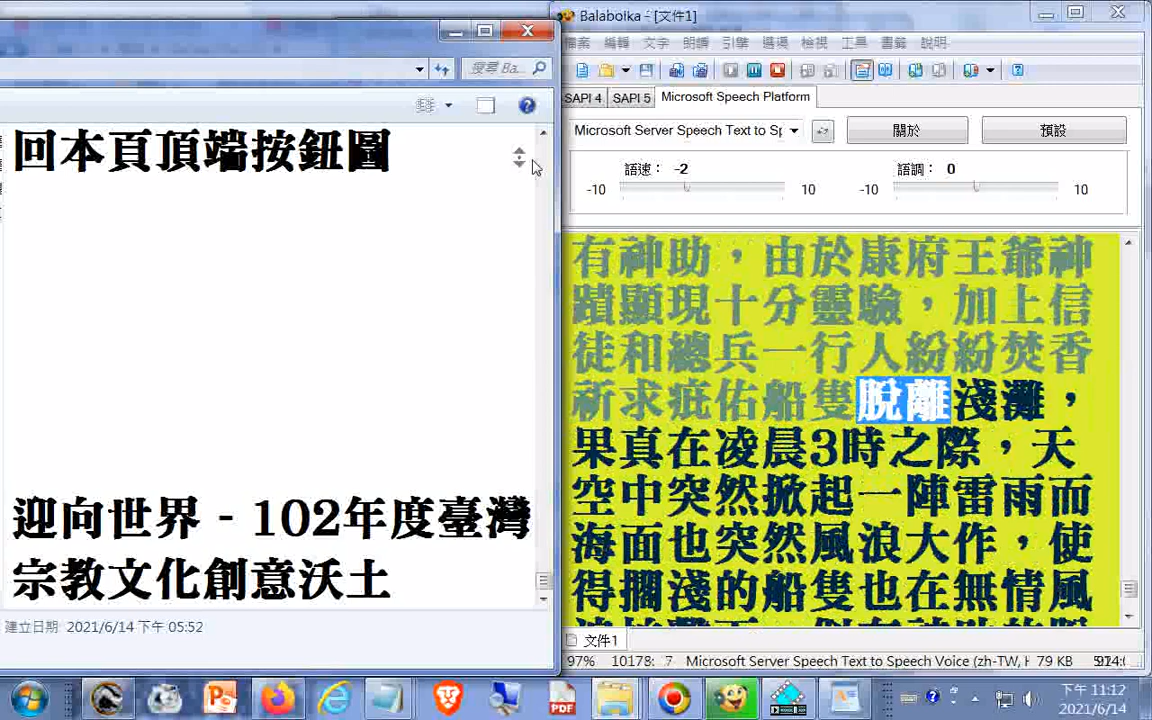 搜尋 Ba...
回本頁頂端按鈕圖
迎向世界 - 102年度臺灣
宗教文化創意沃土
建立日期: 2021/6/14 下午 05:52
Balabolka - [文件1]
檔案 編輯 文字 朗讀 引擎 選項 檢視 工具 書籤 說明
SAPI 4 SAPI 5 Microsoft Speech Platform
Microsoft Server Speech Text to Sp 關於 預設
語速： -2 語調： 0
-10 10 -10 10
有神助，由於康府王爺神
蹟顯現十分靈驗，加上信
徒和總兵一行人紛紛焚香
祈求庇佑船隻脫離淺灘，
果真在凌晨3時之際，天
空中突然掀起一陣雷雨而
海面也突然風浪大作，使
得擱淺的船隻也在無情風
文件1
97% 10178: 7 Microsoft Server Speech Text to Speech Voice (zh-TW, H 79 KB
PDF
下午 11:12
2021/6/14